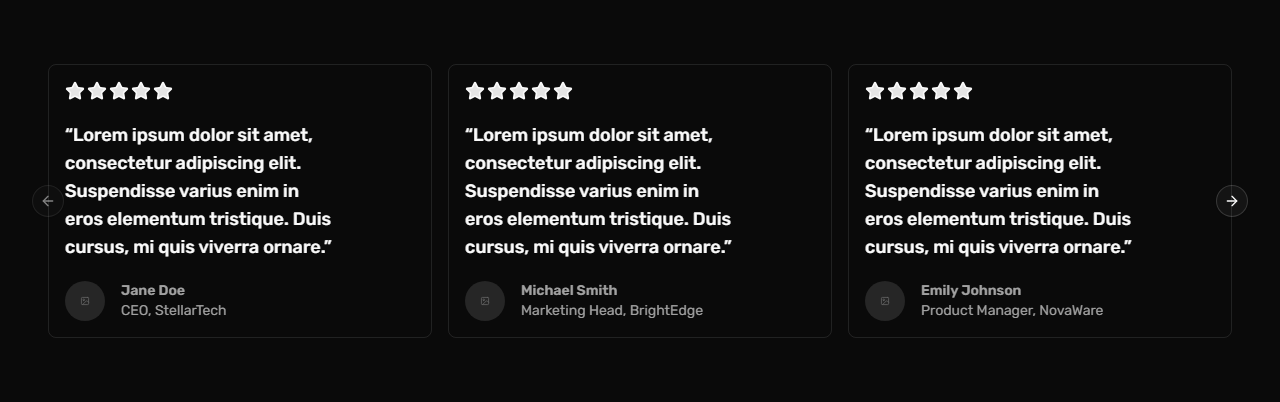 “Lorem ipsum dolor sit amet,
consectetur adipiscing elit.
Suspendisse varius enim in
eros elementum tristique. Duis
cursus, mi quis viverra ornare.”
Jane Doe
CEO, StellarTech
“Lorem ipsum dolor sit amet,
consectetur adipiscing elit.
Suspendisse varius enim in
eros elementum tristique. Duis
cursus, mi quis viverra ornare.”
Michael Smith
Marketing Head, BrightEdge
“Lorem ipsum dolor sit amet,
consectetur adipiscing elit.
Suspendisse varius enim in
eros elementum tristique. Duis
cursus, mi quis viverra ornare.”
Emily Johnson
Product Manager, NovaWare